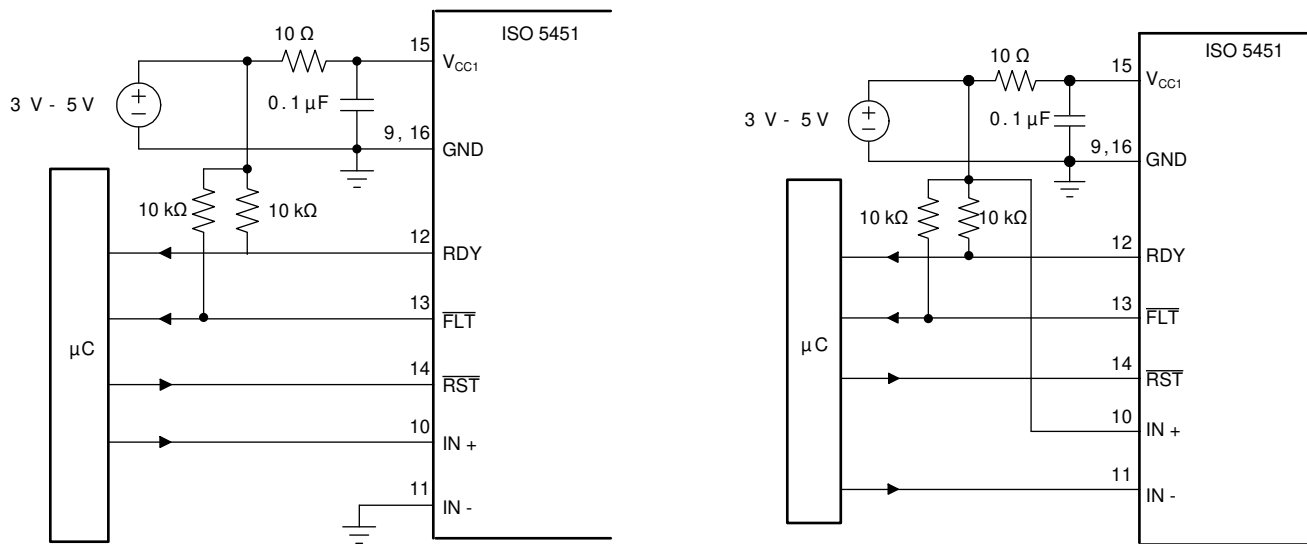 10 Ω
15
ISO 5451
VCC1
3 V - 5 V
0.1 µF
9, 16
GND
10 kΩ
10 kΩ
12
RDY
13
FLT
µC
14
RST
10
IN +
11
IN -
10 Ω
15
ISO 5451
VCC1
3 V - 5 V
0.1 µF
9, 16
GND
10 kΩ
10 kΩ
12
RDY
13
FLT
µC
14
RST
10
IN +
11
IN -